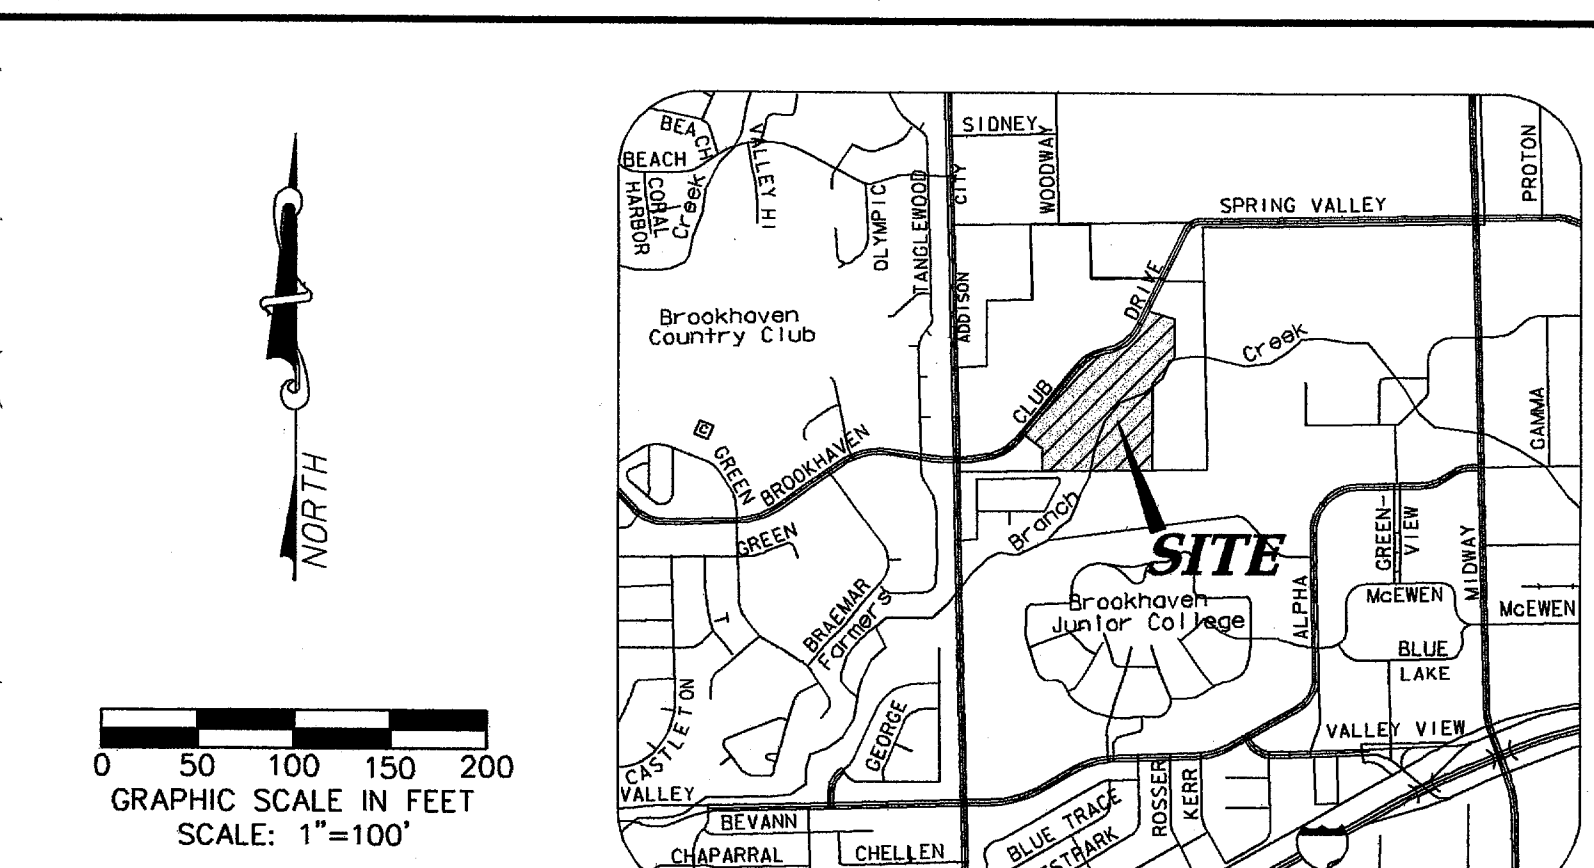 NORTH
0 50 100 150 200
GRAPHIC SCALE IN FEET
SCALE: 1"=100'
BEACH
BEACH
HARBOR
CORAL
Creek
VALLEY HI
OLYMPIC
TANGLEWOOD
CITY
ADDISON
SIDNEY
WOODWAY
SPRING VALLEY
PROTON
Brookhaven
Country Club
DRIVE
CLUB
Creek
GAMMA
C
GREEN
BROOKHAVEN
GREEN
Branch
SITE
GREEN-
VIEW
MIDWAY
ALPHA
McEWEN
McEWEN
BLUE
LAKE
Brookhaven
Junior College
BRAEMAR
Farmers
T
CASTLETON
GEORGE
VALLEY VIEW
VALLEY
BEVANN
CHAPARRAL
CHELLEN
BLUE TRACE
ROSSER
KERR